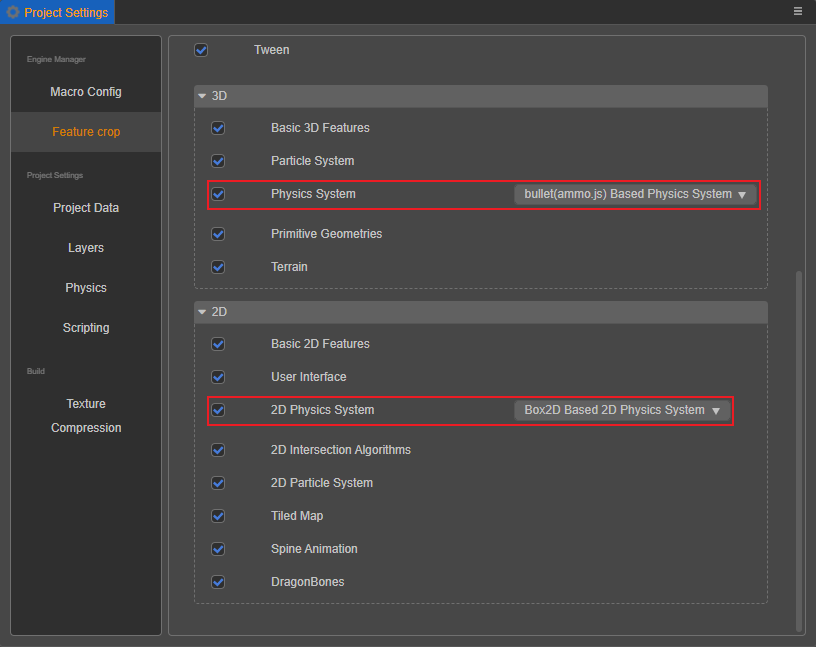 Project Settings
Engine Manager
Macro Config
Feature crop
Project Settings
Project Data
Layers
Physics
Scripting
Build
Texture
Compression
Tween
3D
Basic 3D Features
Particle System
Physics System bullet(ammo.js) Based Physics System
Primitive Geometries
Terrain
2D
Basic 2D Features
User Interface
2D Physics System Box2D Based 2D Physics System
2D Intersection Algorithms
2D Particle System
Tiled Map
Spine Animation
DragonBones